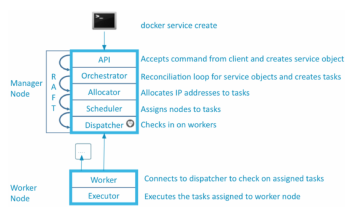 docker service create
API
Accepts command from client and creates service object
Orchestrator
Reconciliation loop for service objects and creates tasks
Manager
Node
RAFT
Allocator
Allocates IP addresses to tasks
Scheduler
Assigns nodes to tasks
Dispatcher
Checks in on workers
Worker
Connects to dispatcher to check on assigned tasks
Worker
Node
Executor
Executes the tasks assigned to worker node